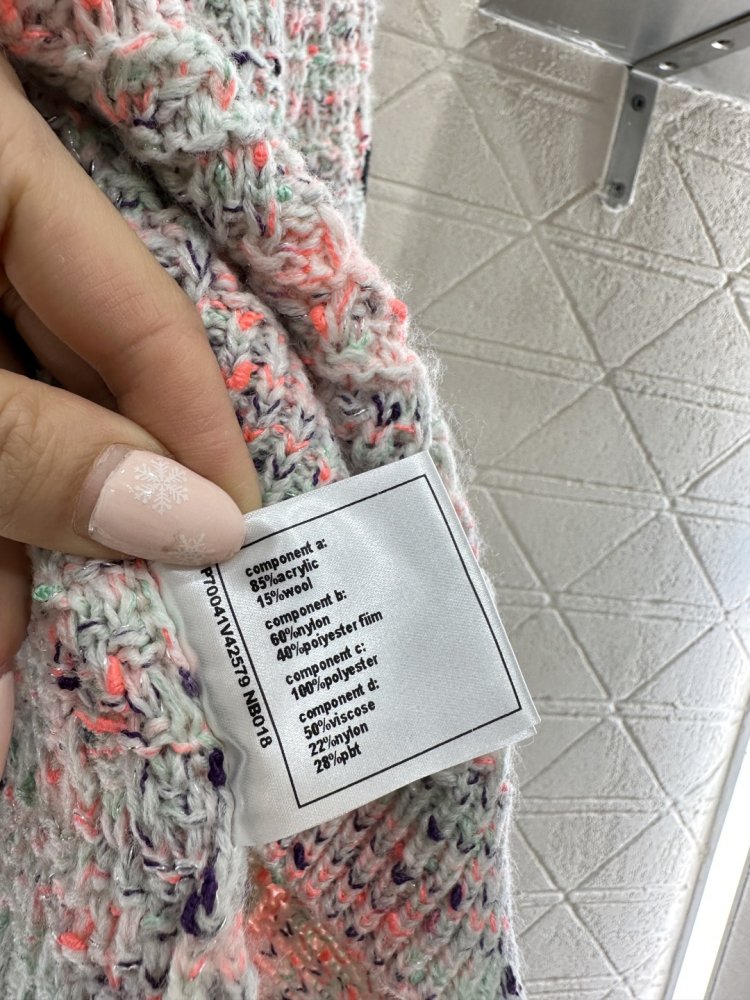 component a:
85%acrylic
15%wool
component b:
60%nylon
40%polyester film
component c:
100%polyester
component d:
50%viscose
22%nylon
28%pbt
P70041V42579 NB018